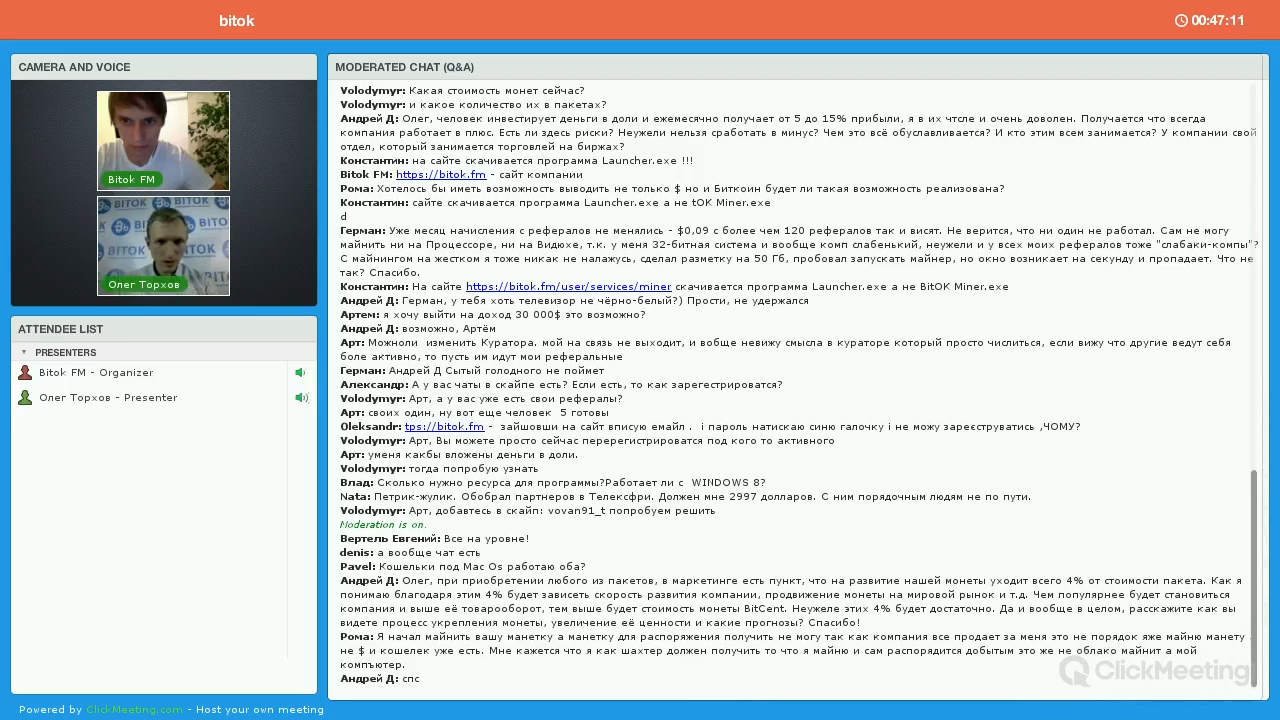 bitok
00:47:11
CAMERA AND VOICE
Bitok FM
BITOK
Олег Торхов
ATTENDEE LIST
PRESENTERS
Bitok FM - Organizer
Олег Торхов - Presenter
MODERATED CHAT (Q&A)
Volodymyr: Какая стоимость монет сейчас?
Volodymyr: и какое количество их в пакетах?
Андрей Д: Олег, человек инвестирует деньги в доли и ежемесячно получает от 5 до 15% прибыли, я в их чтсле и очень доволен. Получается что всегда
компания работает в плюс. Есть ли здесь риски? Неужели нельзя сработать в минус? Чем это всё обуславливается? И кто этим всем занимается? У компании свой
отдел, который занимается торговлей на биржах?
Константин: на сайте скачивается программа Launcher.exe !!!
Bitok FM: https://bitok.fm - сайт компании
Рома: Хотелось бы иметь возможность выводить не только $ но и Биткоин будет ли такая возможность реализована?
Константин: сайте скачивается программа Launcher.exe а не tOK Miner.exe
d
Герман: Уже месяц начисления с рефералов не менялись - $0,09 с более чем 120 рефералов так и висят. Не верится, что ни один не работал. Сам не могу
майнить ни на Процессоре, ни на Видюхе, т.к. у меня 32-битная система и вообще комп слабенький, неужели и у всех моих рефералов тоже "слабаки-компы"?
С майнингом на жестком я тоже никак не налажусь, сделал разметку на 50 Гб, пробовал запускать майнер, но окно возникает на секунду и пропадает. Что не
так? Спасибо.
Константин: На сайте https://bitok.fm/user/services/miner скачивается программа Launcher.exe а не BitOK Miner.exe
Андрей Д: Герман, у тебя хоть телевизор не чёрно-белый?) Прости, не удержался
Артем: я хочу выйти на доход 30 000$ это возможно?
Андрей Д: возможно, Артём
Арт: Можноли  изменить Куратора. мой на связь не выходит, и вобще невижу смысла в кураторе который просто числиться, если вижу что другие ведут себя
боле активно, то пусть им идут мои реферальные
Герман: Андрей Д Сытый голодного не поймет
Александр: А у вас чаты в скайпе есть? Если есть, то как зарегестрироваться?
Volodymyr: Арт, а у вас уже есть свои рефералы?
Арт: своих один, ну вот еще человек  5 готовы
Oleksandr: tps://bitok.fm -  зайшовши на сайт вписую емайл .  і пароль натискаю синю галочку і не можу зареєструватись ,ЧОМУ?
Volodymyr: Арт, Вы можете просто сейчас перерегистрироватся под кого то активного
Арт: уменя какбы вложены деньги в доли.
Volodymyr: тогда попробую узнать
Влад: Сколько нужно ресурса для программы?Работает ли с  WINDOWS 8?
Nata: Петрик-жулик. Обобрал партнеров в Телексфри. Должен мне 2997 долларов. С ним порядочным людям не по пути.
Volodymyr: Арт, добавтесь в скайп: vovan91_t попробуем решить
Moderation is on.
Вертель Евгений: Все на уровне!
denis: а вообще чат есть
Pavel: Кошельки под Mac Os работаю оба?
Андрей Д: Олег, при приобретении любого из пакетов, в маркетинге есть пункт, что на развитие нашей монеты уходит всего 4% от стоимости пакета. Как я
понимаю благодаря этим 4% будет зависеть скорость развития компании, продвижение монеты на мировой рынок и т.д. Чем популярнее будет становиться
компания и выше её товарооборот, тем выше будет стоимость монеты BitCent. Неужеле этих 4% будет достаточно. Да и вообще в целом, расскажите как вы
видете процесс укрепления монеты, увеличение её ценности и какие прогнозы? Спасибо!
Рома: Я начал майнить вашу манетку а манетку для распоряжения получить не могу так как компания все продает за меня это не порядок яже майню манету
не $ и кошелек уже есть. Мне кажется что я как шахтер должен получить то что я майню и сам распорядится добытым это же не облако майнит а мой
компъютер.
Андрей Д: спс
ClickMeeting
Powered by ClickMeeting.com - Host your own meeting